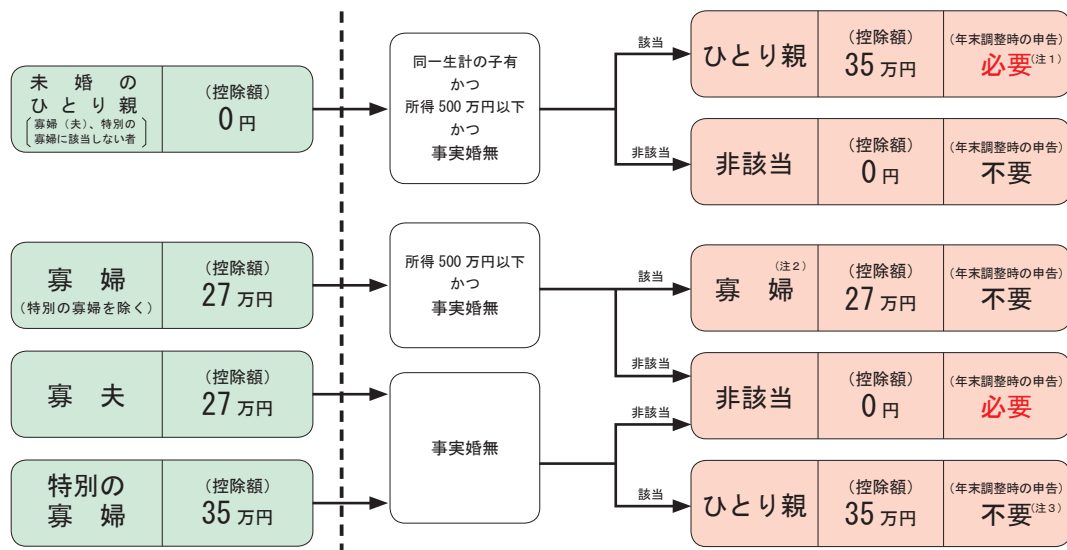 未婚の
ひとり親
寡婦(夫)、特別の
寡婦に該当しない者
(控除額)
0円
同一生計の子有
かつ
所得500万円以下
かつ
事実婚無
該当
ひとり親
(控除額)
35万円
(年末調整時の申告)
必要(注1)
非該当
非該当
(控除額)
0円
(年末調整時の申告)
不要
寡婦
(特別の寡婦を除く)
(控除額)
27万円
所得500万円以下
かつ
事実婚無
該当
寡婦(注2)
(控除額)
27万円
(年末調整時の申告)
不要
寡夫
(控除額)
27万円
非該当
非該当
非該当
(控除額)
0円
(年末調整時の申告)
必要
事実婚無
特別の
寡婦
(控除額)
35万円
該当
ひとり親
(控除額)
35万円
(年末調整時の申告)
不要(注3)